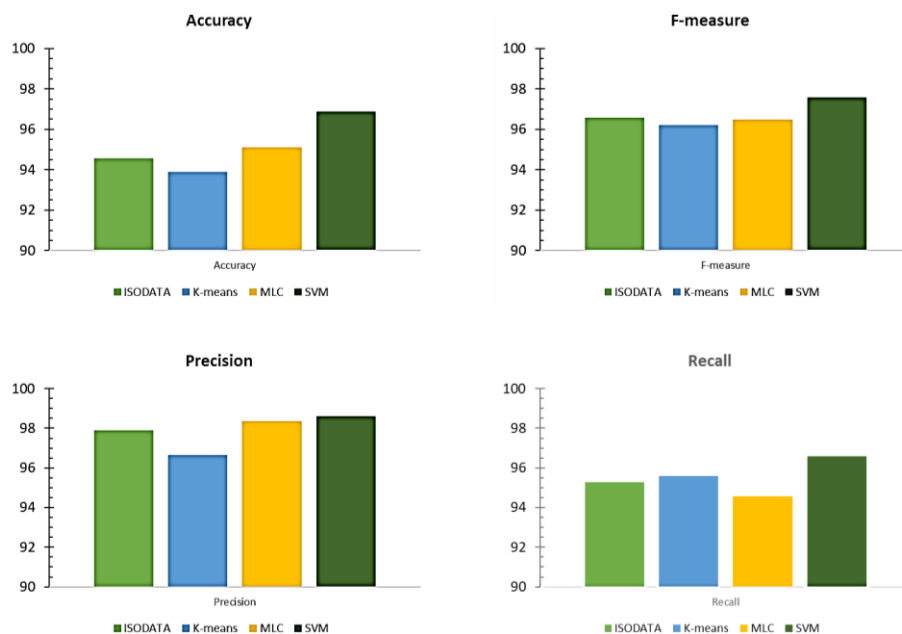 Accuracy
100
98
96
94
92
90
Accuracy
ISODATA K-means MLC SVM
F-measure
100
98
96
94
92
90
F-measure
ISODATA K-means MLC SVM
Precision
100
98
96
94
92
90
Precision
ISODATA K-means MLC SVM
Recall
100
98
96
94
92
90
Recall
ISODATA K-means MLC SVM